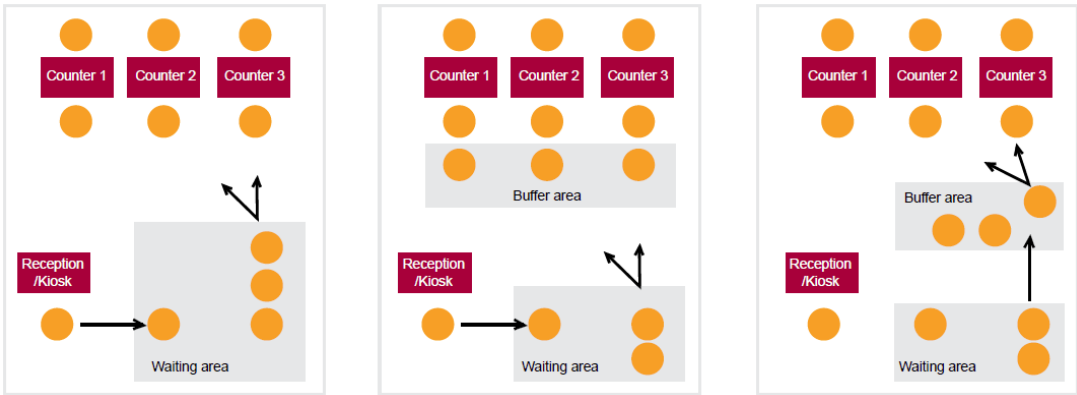 Counter 1
Counter 2
Counter 3
Reception
/Kiosk
Waiting area
Counter 1
Counter 2
Counter 3
Buffer area
Reception
/Kiosk
Waiting area
Counter 1
Counter 2
Counter 3
Buffer area
Reception
/Kiosk
Waiting area